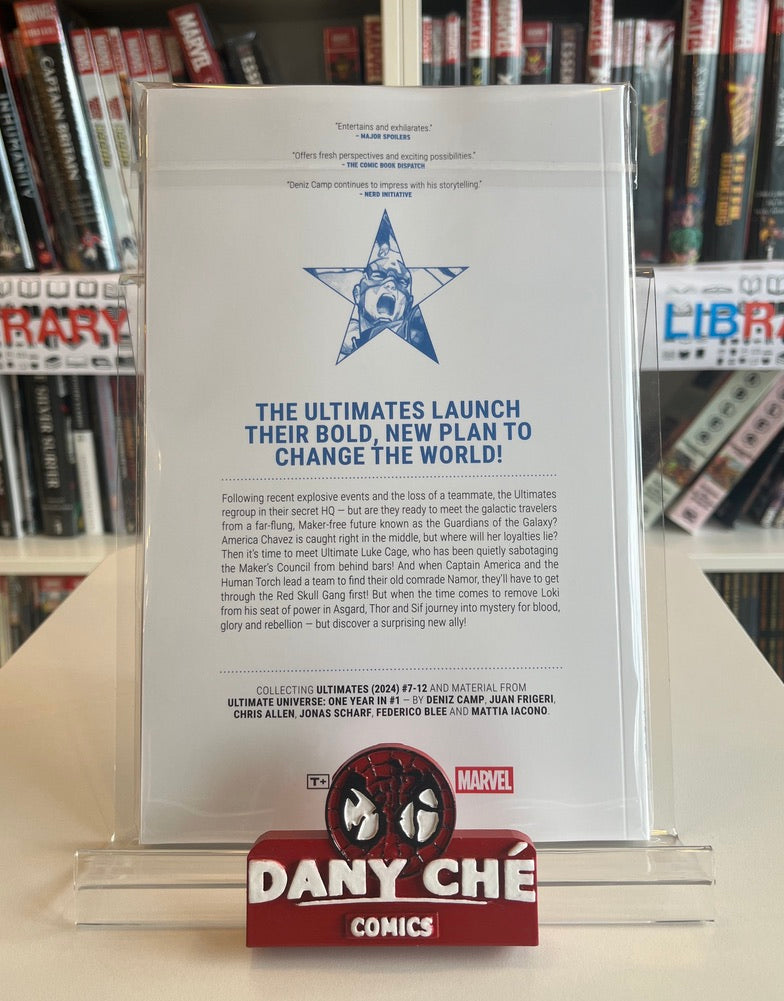 MARVEL
CAPTAIN BRITAIN
INHUMANITY
MARVEL
RARY
LIBRA
SILVER SURFER
"Entertains and exhilarates."
– MAJOR SPOILERS
"Offers fresh perspectives and exciting possibilities."
– THE COMIC BOOK DISPATCH
"Deniz Camp continues to impress with his storytelling."
– NERD INITIATIVE
THE ULTIMATES LAUNCH
THEIR BOLD, NEW PLAN TO
CHANGE THE WORLD!
Following recent explosive events and the loss of a teammate, the Ultimates
regroup in their secret HQ — but are they ready to meet the galactic travelers
from a far-flung, Maker-free future known as the Guardians of the Galaxy?
America Chavez is caught right in the middle, but where will her loyalties lie?
Then it's time to meet Ultimate Luke Cage, who has been quietly sabotaging
the Maker's Council from behind bars! And when Captain America and the
Human Torch lead a team to find their old comrade Namor, they'll have to get
through the Red Skull Gang first! But when the time comes to remove Loki
from his seat of power in Asgard, Thor and Sif journey into mystery for blood,
glory and rebellion — but discover a surprising new ally!
COLLECTING ULTIMATES (2024) #7-12 AND MATERIAL FROM
ULTIMATE UNIVERSE: ONE YEAR IN #1 — BY DENIZ CAMP, JUAN FRIGERI,
CHRIS ALLEN, JONAS SCHARF, FEDERICO BLEE AND MATTIA IACONO.
T+
MARVEL
DANY CHÉ
COMICS